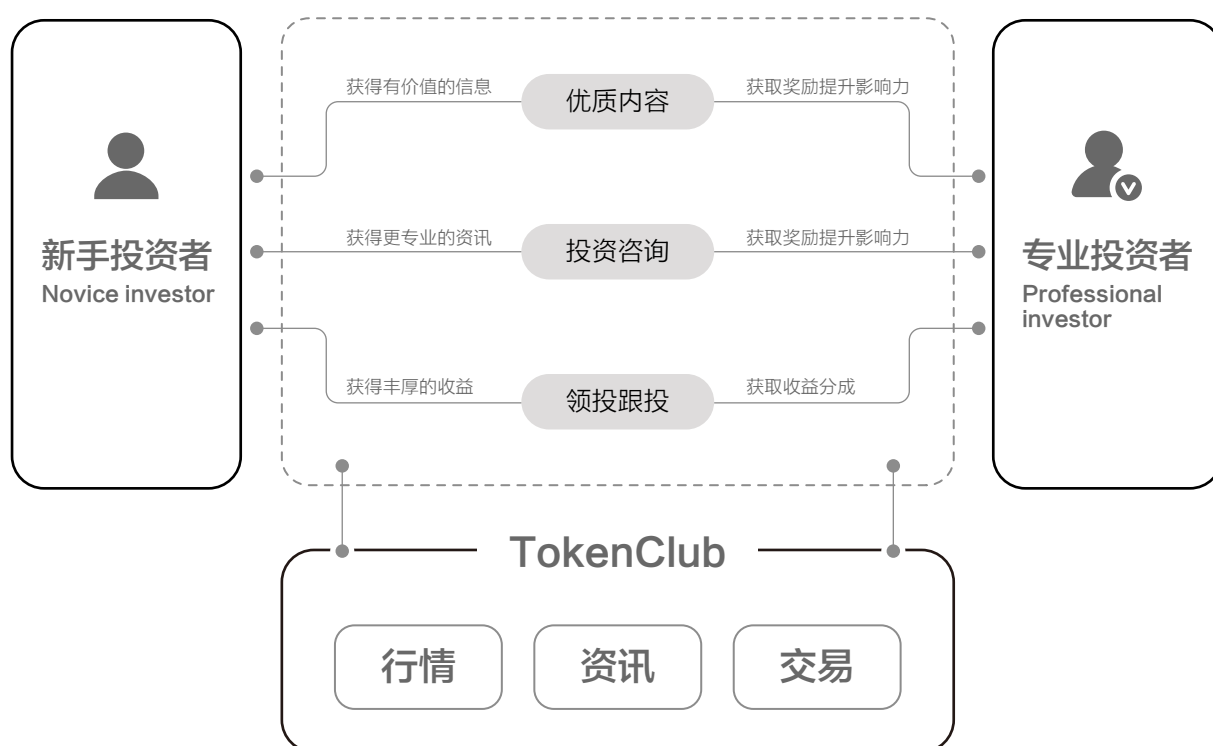 获得有价值的信息
优质内容
获取奖励提升影响力
新手投资者
Novice investor
获得更专业的资讯
投资咨询
获取奖励提升影响力
专业投资者
Professional
investor
获得丰厚的收益
领投跟投
获取收益分成
TokenClub
行情
资讯
交易